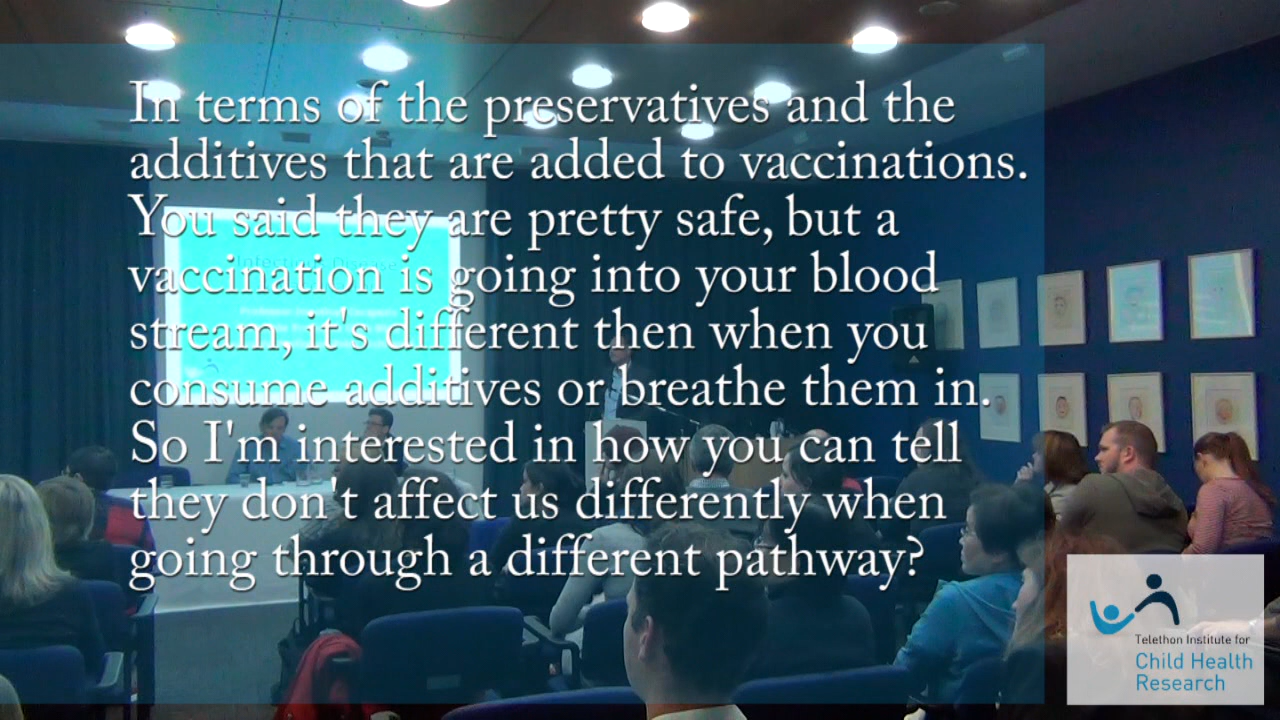 In terms of the preservatives and the
additives that are added to vaccinations.
You said they are pretty safe, but a
vaccination is going into your blood
stream, it's different then when you
consume additives or breathe them in.
So I'm interested in how you can tell
they don't affect us differently when
going through a different pathway?
Telethon Institute for
Child Health
Research